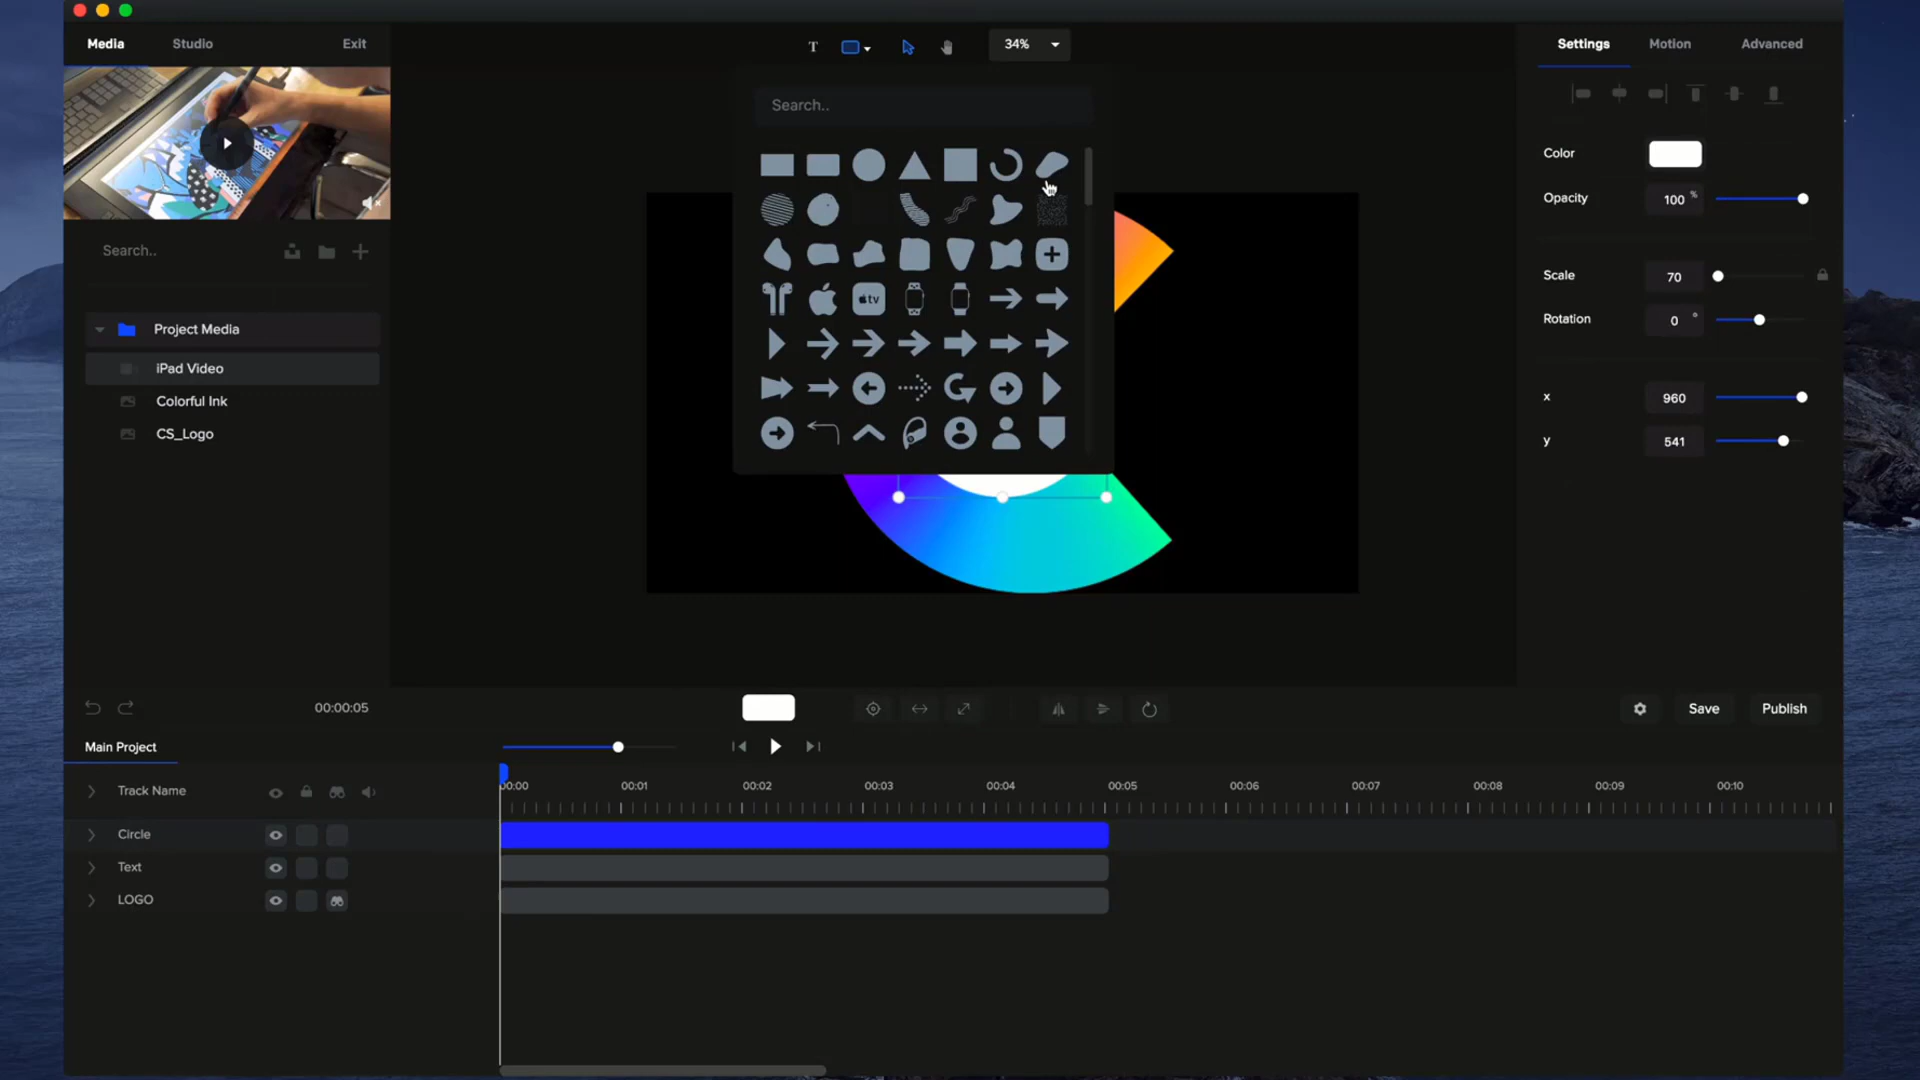 Media
Studio
Exit
T
34%
Settings
Motion
Advanced
Search..
Color
Opacity
100 %
Search..
Scale
70
Project Media
Rotation
0 °
tv
iPad Video
Colorful Ink
x
960
CS_Logo
y
541
00:00:05
Save
Publish
Main Project
Track Name
00:00
00:01
00:02
00:03
00:04
00:05
00:06
00:07
00:08
00:09
00:10
Circle
Text
LOGO